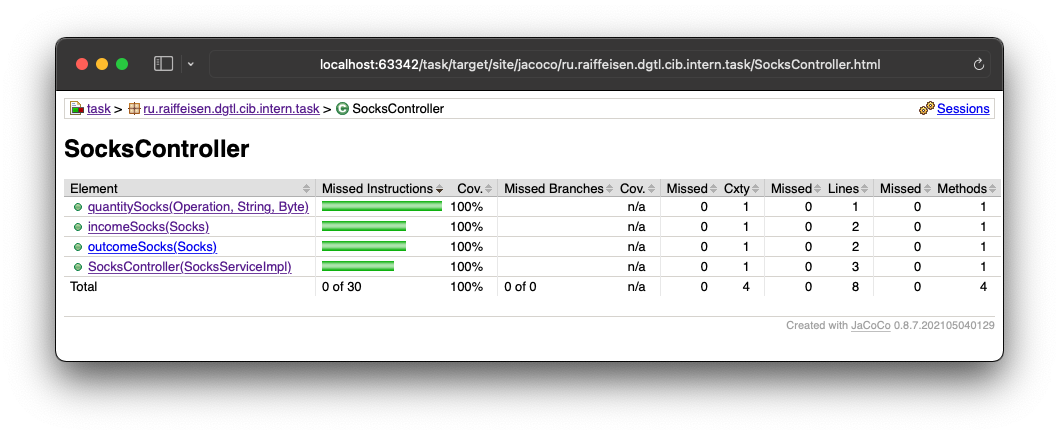 localhost:63342/task/target/site/jacoco/ru.raiffeisen.dgtl.cib.intern.task/SocksController.html
task > ru.raiffeisen.dgtl.cib.intern.task > SocksController Sessions
SocksController
Element Missed Instructions Cov. Missed Branches Cov. Missed Cxty Missed Lines Missed Methods
quantitySocks(Operation, String, Byte) 100% n/a 0 1 0 1 0 1
incomeSocks(Socks) 100% n/a 0 1 0 2 0 1
outcomeSocks(Socks) 100% n/a 0 1 0 2 0 1
SocksController(SocksServiceImpl) 100% n/a 0 1 0 3 0 1
Total 0 of 30 100% 0 of 0 n/a 0 4 0 8 0 4
Created with JaCoCo 0.8.7.202105040129